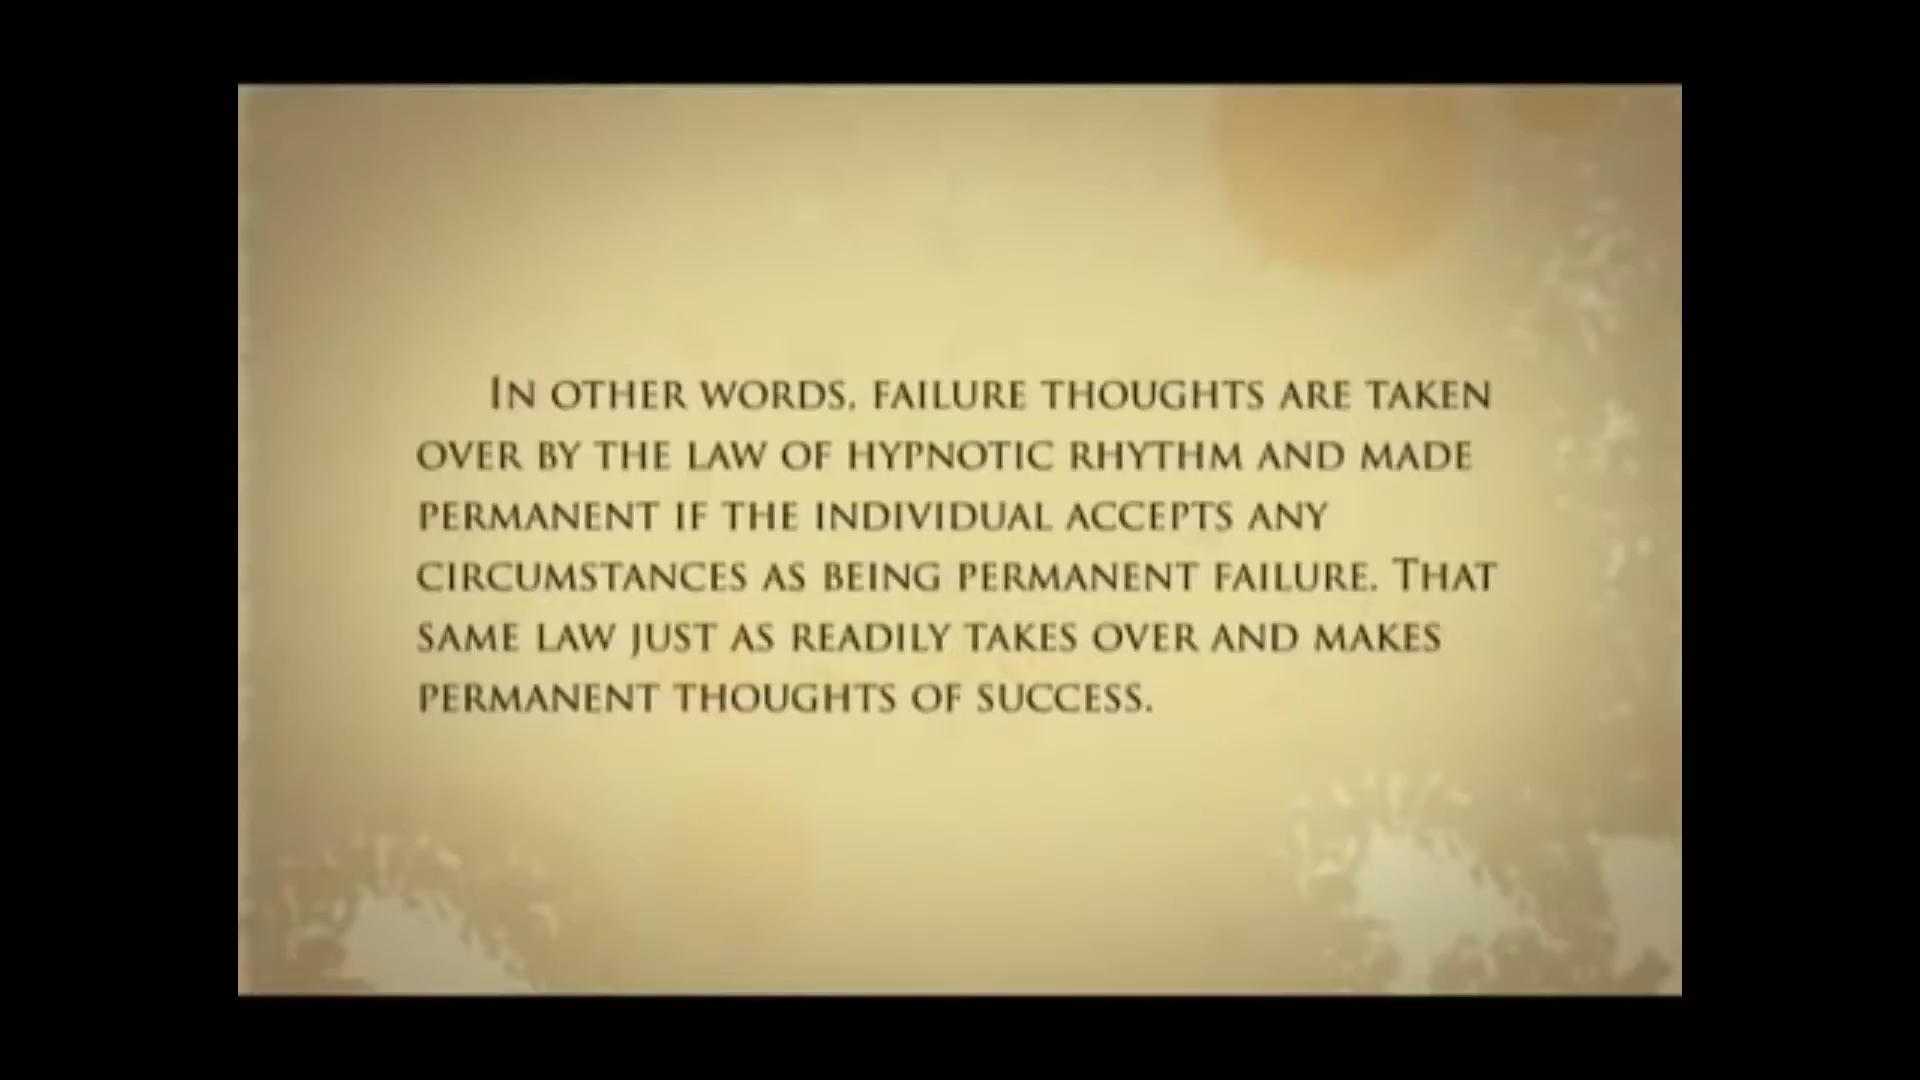 In other words, failure thoughts are taken
over by the law of hypnotic rhythm and made
permanent if the individual accepts any
circumstances as being permanent failure. That
same law just as readily takes over and makes
permanent thoughts of success.